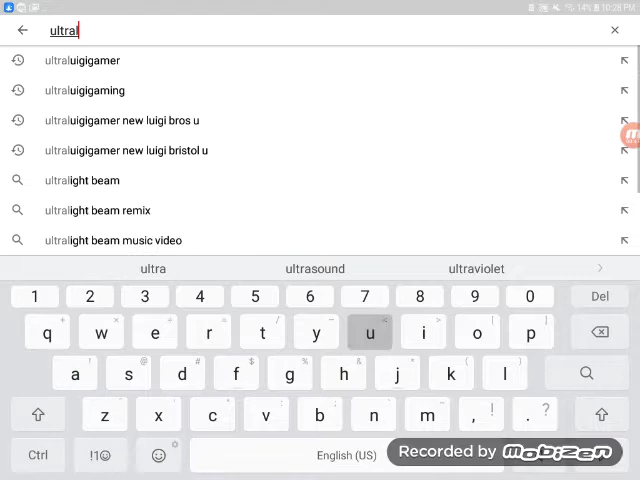 14% 10:28 PM
ultral
ultraluigigamer
ultraluigigaming
ultraluigigamer new luigi bros u
ultraluigigamer new luigi bristol u
ultralight beam
ultralight beam remix
ultralight beam music video
ultra ultrasound ultraviolet
1 2 3 4 5 6 7 8 9 0 Del
q w e r t y u i o p
a s d f g h j k l
z x c v b n m , ! . ?
Ctrl !1☺ English (US)
Recorded by mobizen